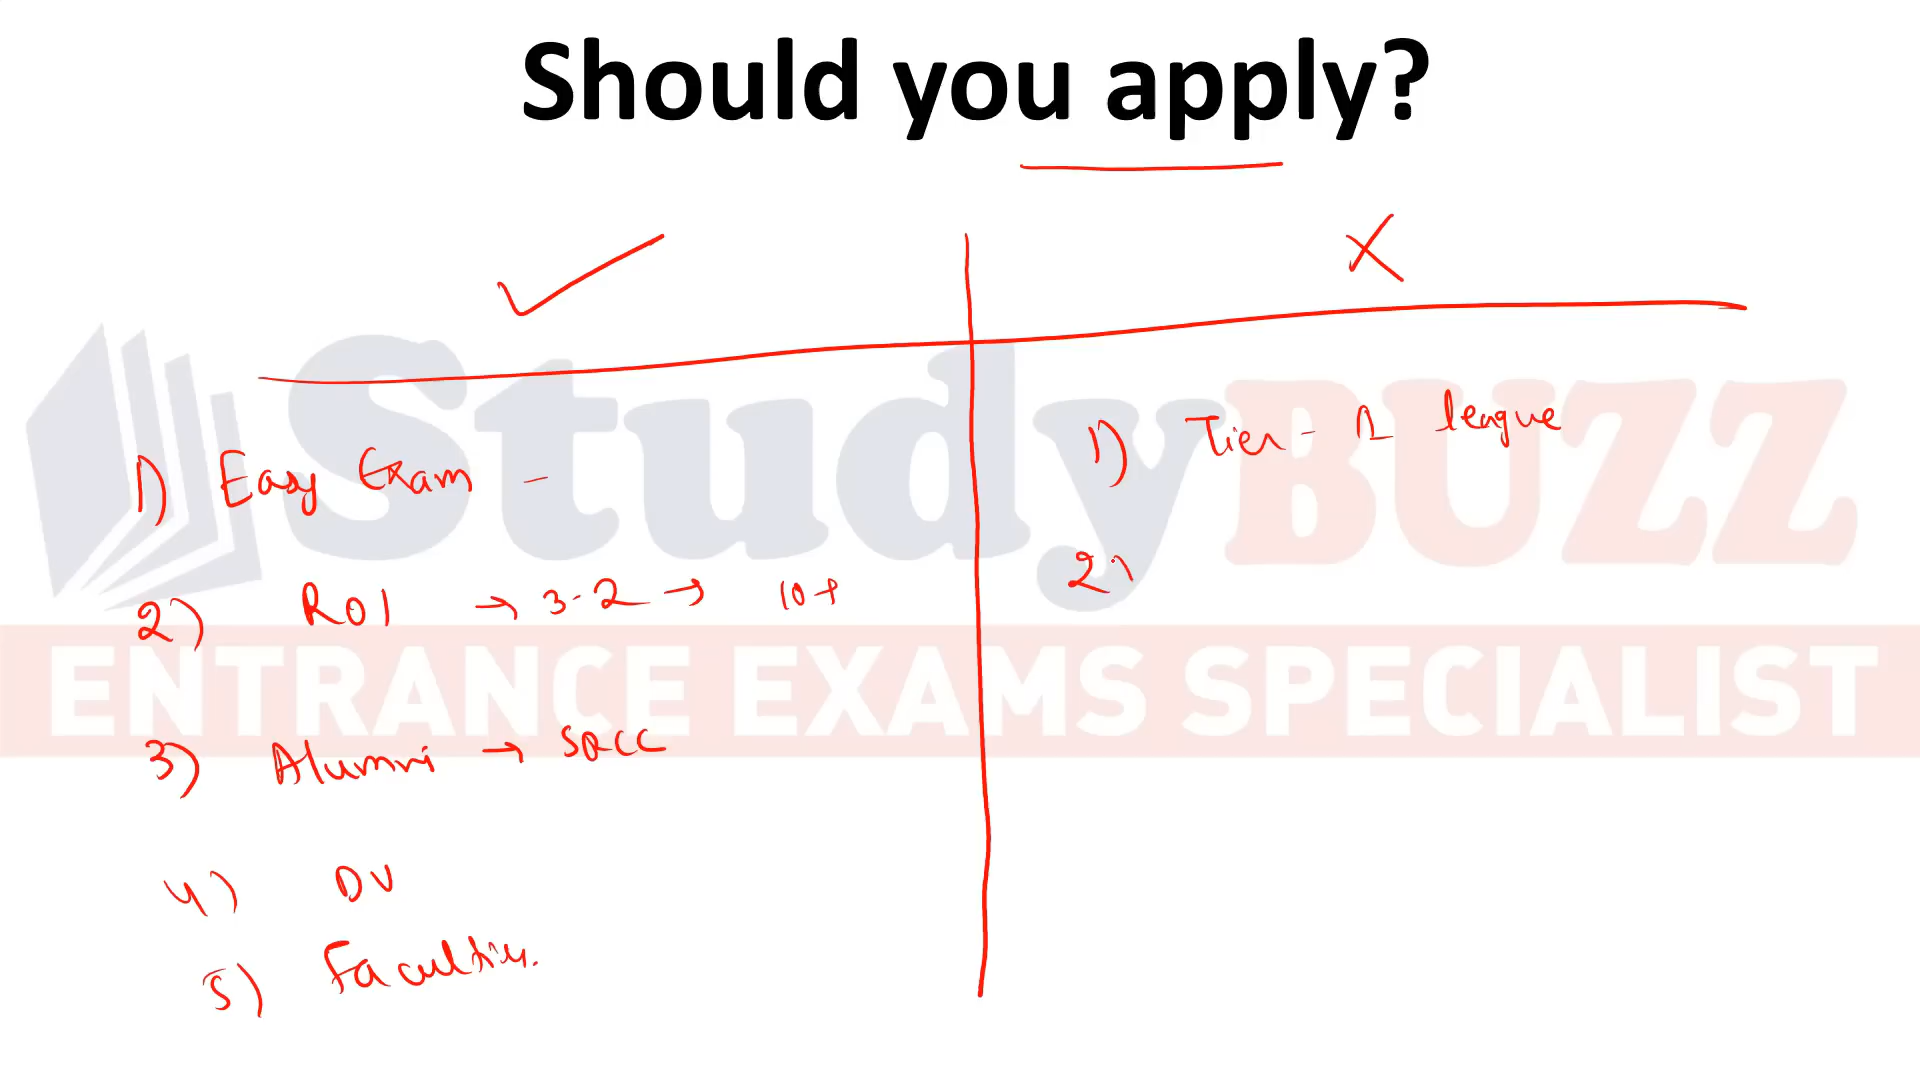 Should you apply?
StudyBUZZ
ENTRANCE EXAMS SPECIALIST
1) Easy Exam -
2) ROI → 3-2 → 10+
3) Alumni → SRCC
4) DU
5) Faculties.
1) Tier-1 league
2)